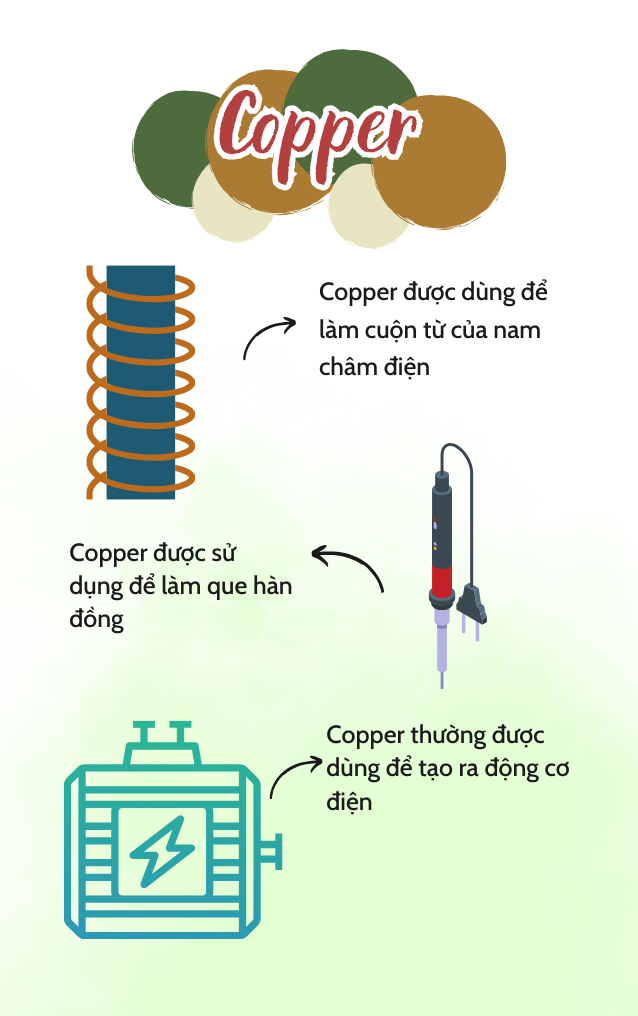 Copper
Copper được dùng để
làm cuộn từ của nam
châm điện
Copper được sử
dụng để làm que hàn
đồng
Copper thường được
dùng để tạo ra động cơ
điện